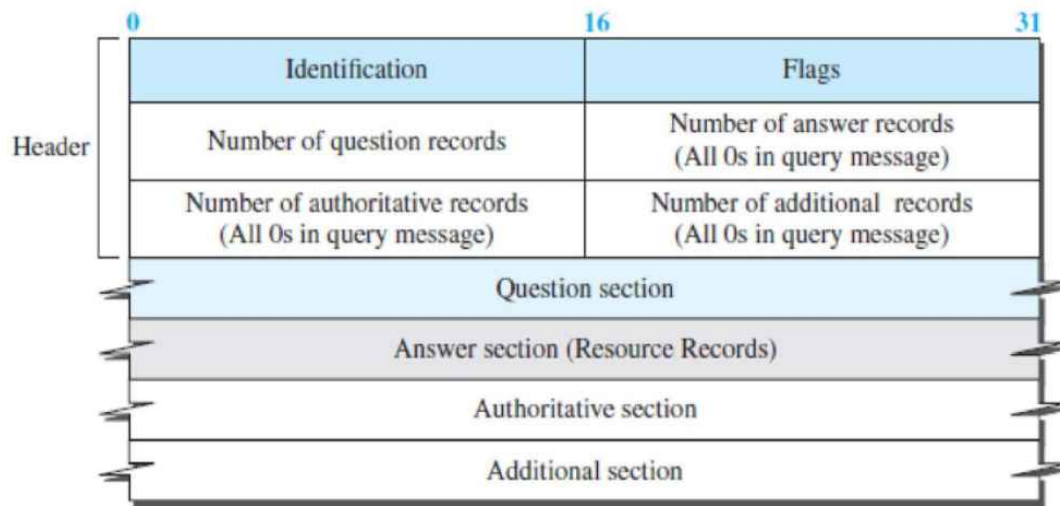 0 16 31
Header
Identification
Flags
Number of question records
Number of answer records
(All 0s in query message)
Number of authoritative records
(All 0s in query message)
Number of additional records
(All 0s in query message)
Question section
Answer section (Resource Records)
Authoritative section
Additional section